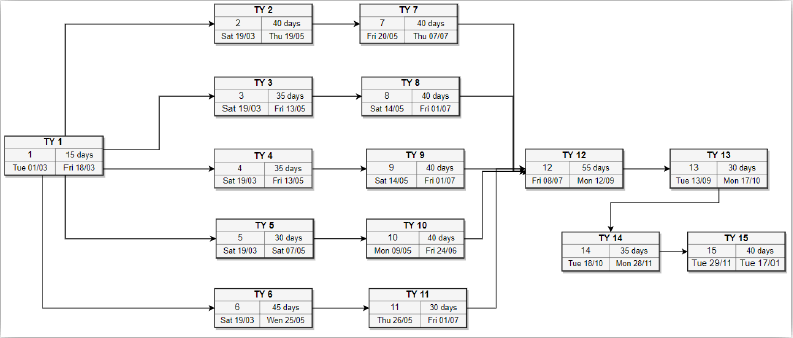 TY 2
2 40 days
Sat 19/03 Thu 19/05
TY 7
7 40 days
Fri 20/05 Thu 07/07
TY 3
3 35 days
Sat 19/03 Fri 13/05
TY 8
8 40 days
Sat 14/05 Fri 01/07
TY 1
1 15 days
Tue 01/03 Fri 18/03
TY 4
4 35 days
Sat 19/03 Fri 13/05
TY 9
9 40 days
Sat 14/05 Fri 01/07
TY 12
12 55 days
Fri 08/07 Mon 12/09
TY 13
13 30 days
Tue 13/09 Mon 17/10
TY 5
5 30 days
Sat 19/03 Sat 07/05
TY 10
10 40 days
Mon 09/05 Fri 24/06
TY 14
14 35 days
Tue 18/10 Mon 28/11
TY 15
15 40 days
Tue 29/11 Tue 17/01
TY 6
6 45 days
Sat 19/03 Wen 25/05
TY 11
11 30 days
Thu 26/05 Fri 01/07